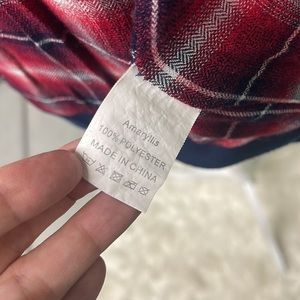 Amaryllis
100% POLYESTER
MADE IN CHINA